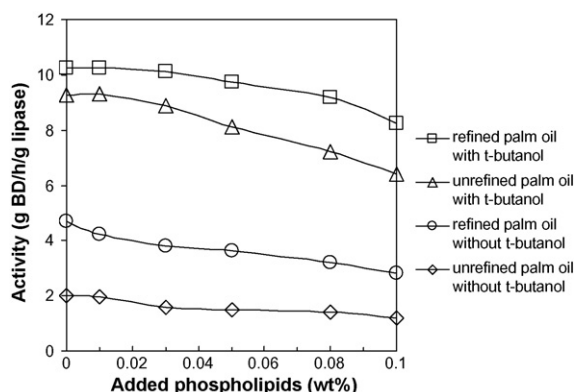 12
10
8
6
4
2
0
Activity (g BD/h/g lipase)
0
0.02
0.04
0.06
0.08
0.1
Added phospholipids (wt%)
refined palm oil
with t-butanol
unrefined palm oil
with t-butanol
refined palm oil
without t-butanol
unrefined palm oil
without t-butanol